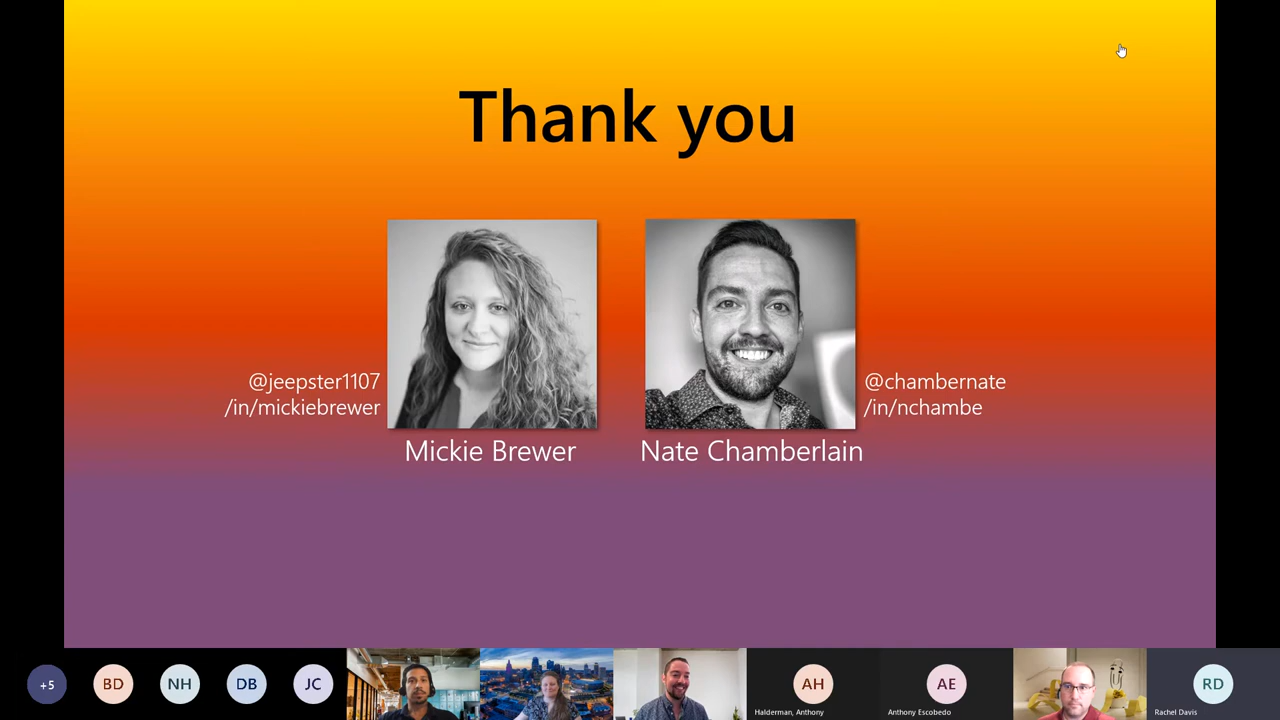 Thank you
@jeepster1107
/in/mickiebrewer
@chambernate
/in/nchambe
Mickie Brewer
Nate Chamberlain
+5
BD
NH
DB
JC
AH
Halderman, Anthony
AE
Anthony Escobedo
RD
Rachel Davis